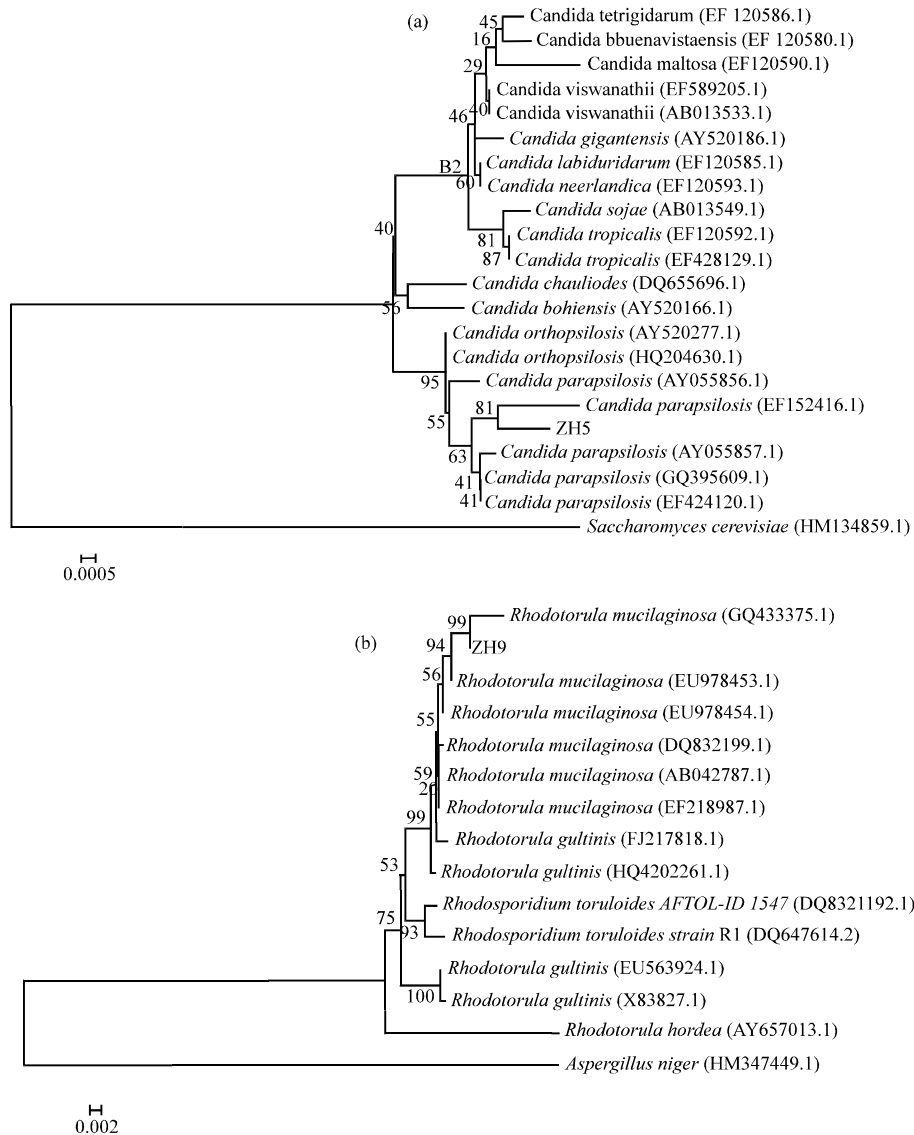 (a)
45
Candida tetrigidarum (EF 120586.1)
16
Candida bbuenavistaensis (EF 120580.1)
29
Candida maltosa (EF120590.1)
Candida viswanathii (EF589205.1)
46
40
Candida viswanathii (AB013533.1)
Candida gigantensis (AY520186.1)
B2
Candida labiduridarum (EF120585.1)
60
Candida neerlandica (EF120593.1)
Candida sojae (AB013549.1)
40
81
Candida tropicalis (EF120592.1)
87
Candida tropicalis (EF428129.1)
Candida chauliodes (DQ655696.1)
56
Candida bohiensis (AY520166.1)
Candida orthopsilosis (AY520277.1)
Candida orthopsilosis (HQ204630.1)
95
Candida parapsilosis (AY055856.1)
81
Candida parapsilosis (EF152416.1)
55
ZH5
63
Candida parapsilosis (AY055857.1)
41
Candida parapsilosis (GQ395609.1)
41
Candida parapsilosis (EF424120.1)
Saccharomyces cerevisiae (HM134859.1)
0.0005
(b)
99
Rhodotorula mucilaginosa (GQ433375.1)
94
ZH9
56
Rhodotorula mucilaginosa (EU978453.1)
55
Rhodotorula mucilaginosa (EU978454.1)
Rhodotorula mucilaginosa (DQ832199.1)
59
Rhodotorula mucilaginosa (AB042787.1)
Rhodotorula mucilaginosa (EF218987.1)
99
Rhodotorula gultinis (FJ217818.1)
53
Rhodotorula gultinis (HQ4202261.1)
Rhodosporidium toruloides AFTOL-ID 1547 (DQ8321192.1)
75
93
Rhodosporidium toruloides strain R1 (DQ647614.2)
Rhodotorula gultinis (EU563924.1)
100
Rhodotorula gultinis (X83827.1)
Rhodotorula hordea (AY657013.1)
Aspergillus niger (HM347449.1)
0.002